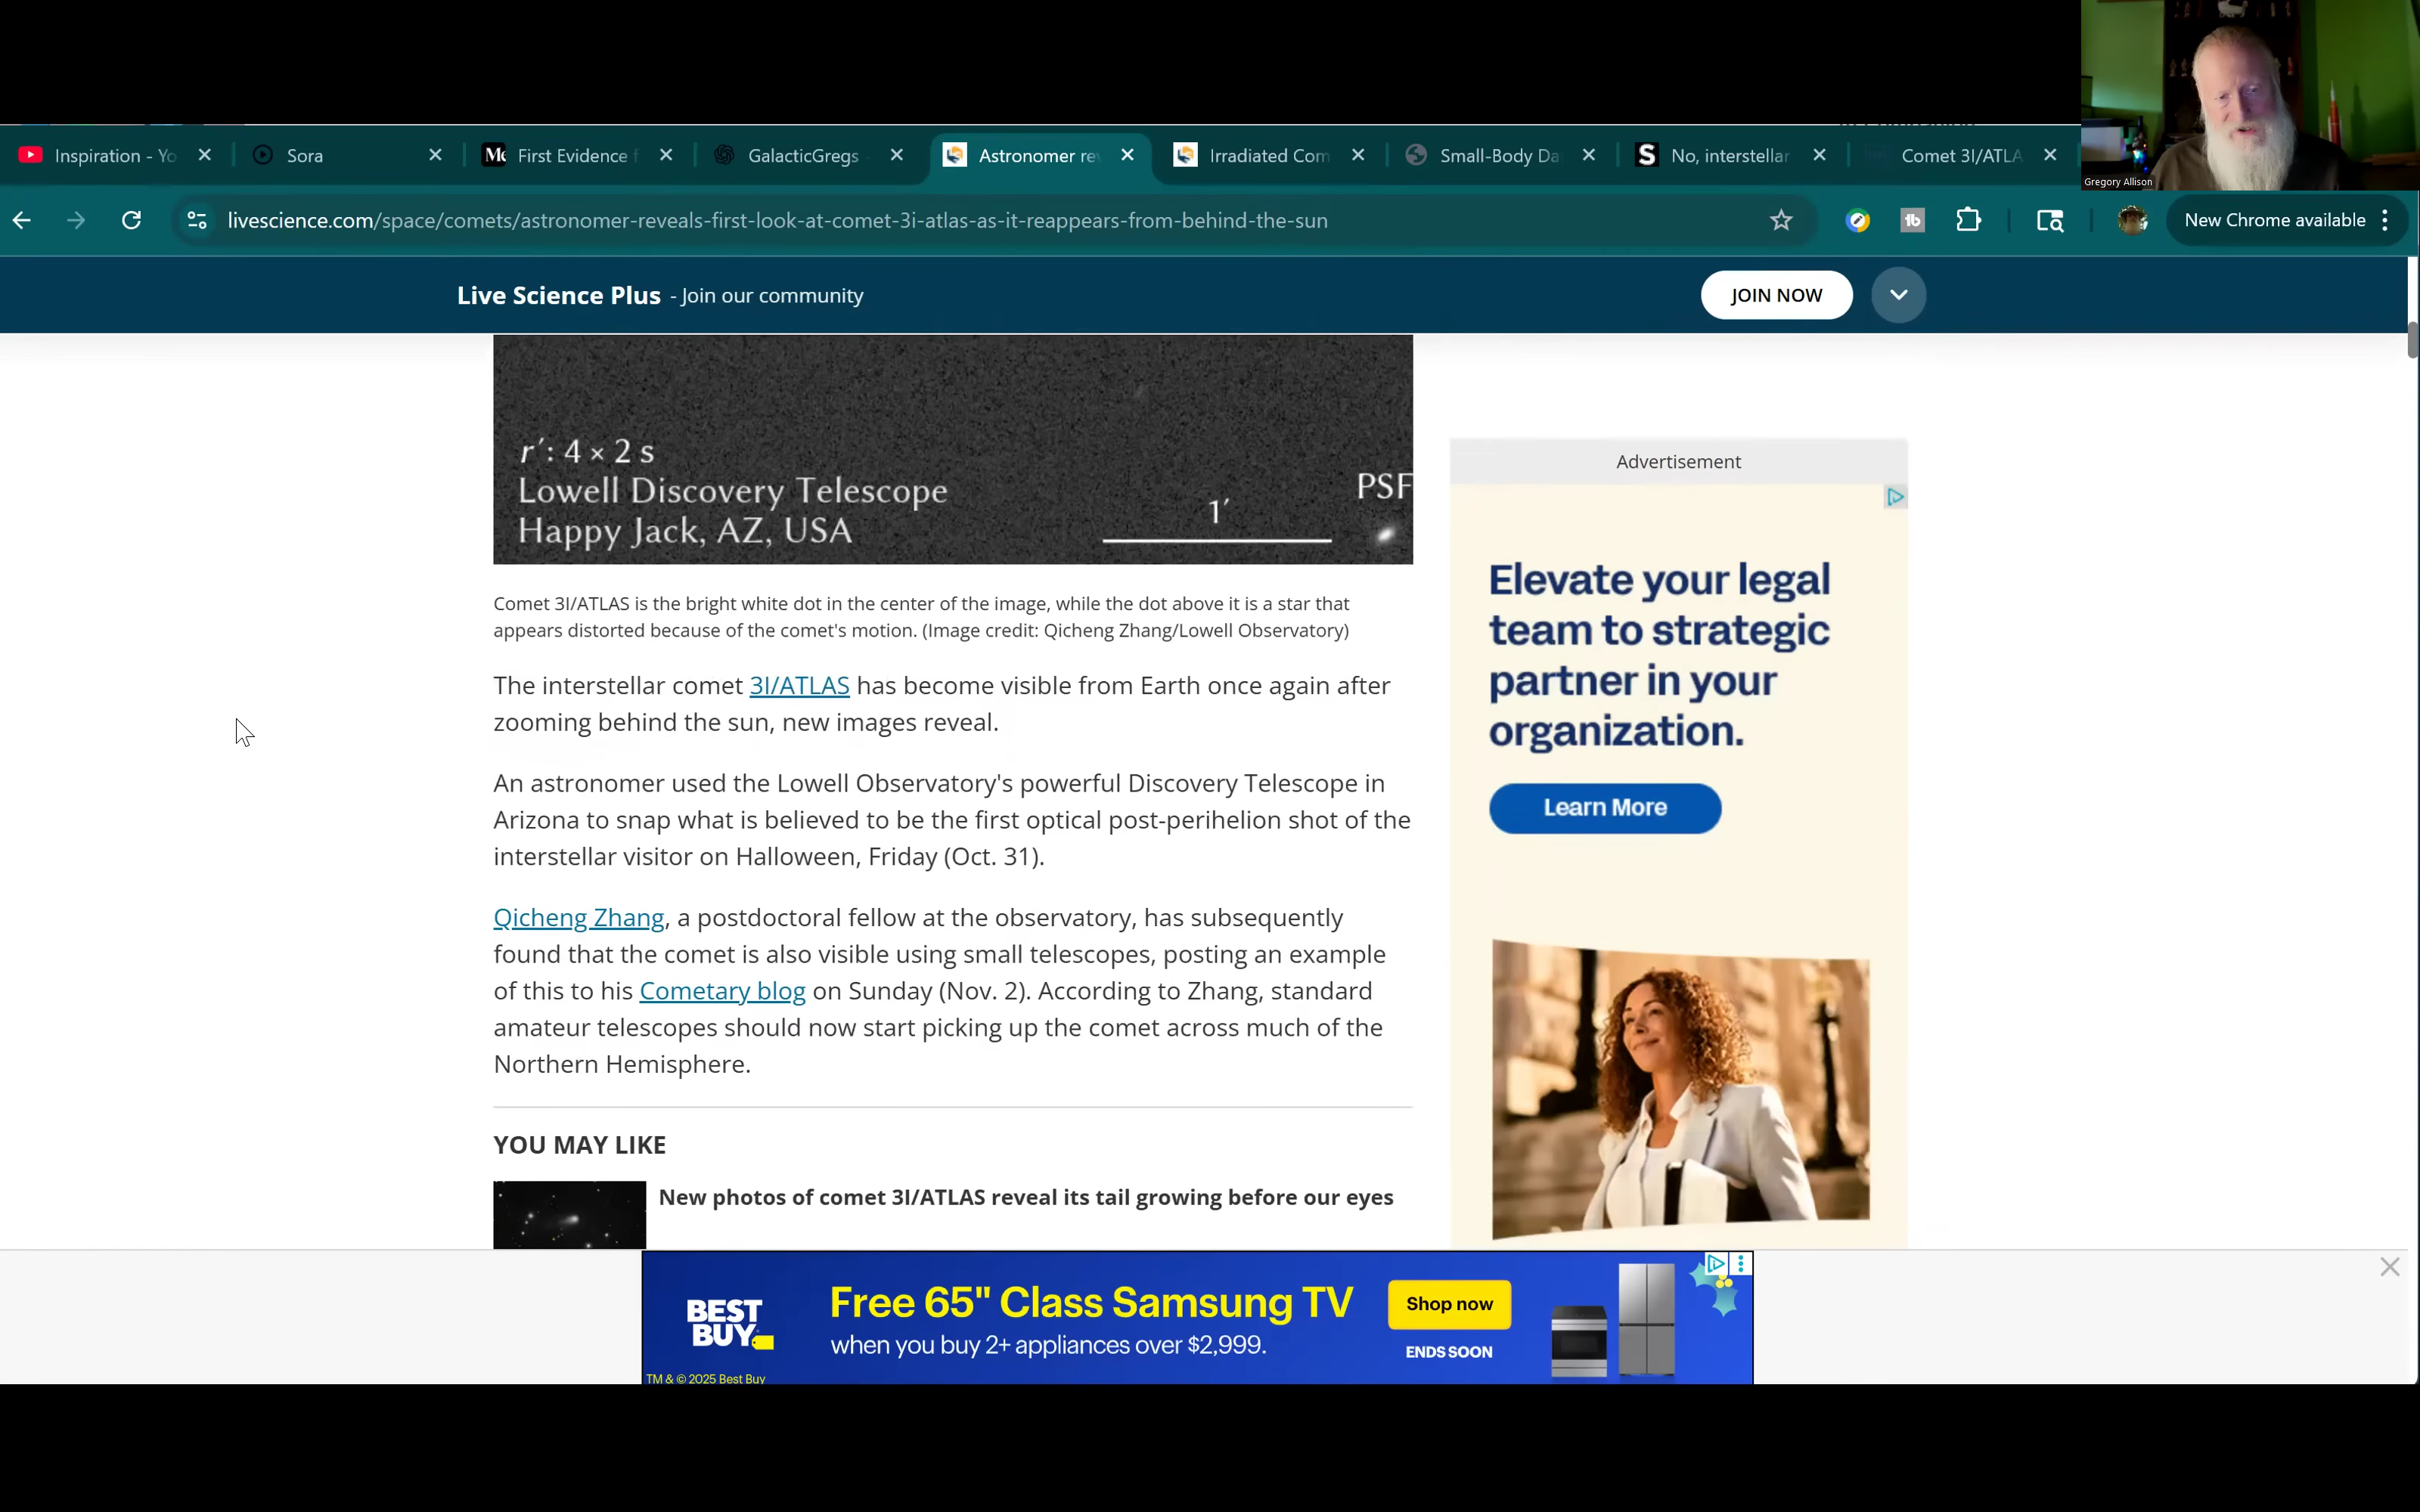 Inspiration - Yo
Sora
First Evidence f
GalacticGregs
Astronomer re
Irradiated Com
Small-Body Da
No, interstellar
Comet 3I/ATLA
Gregory Allison
livescience.com/space/comets/astronomer-reveals-first-look-at-comet-3i-atlas-as-it-reappears-from-behind-the-sun
New Chrome available
Live Science Plus - Join our community
JOIN NOW
r′: 4 × 2 s
Lowell Discovery Telescope
Happy Jack, AZ, USA
1′
PSF
Comet 3I/ATLAS is the bright white dot in the center of the image, while the dot above it is a star that
appears distorted because of the comet's motion. (Image credit: Qicheng Zhang/Lowell Observatory)
The interstellar comet 3I/ATLAS has become visible from Earth once again after
zooming behind the sun, new images reveal.
An astronomer used the Lowell Observatory's powerful Discovery Telescope in
Arizona to snap what is believed to be the first optical post-perihelion shot of the
interstellar visitor on Halloween, Friday (Oct. 31).
Qicheng Zhang, a postdoctoral fellow at the observatory, has subsequently
found that the comet is also visible using small telescopes, posting an example
of this to his Cometary blog on Sunday (Nov. 2). According to Zhang, standard
amateur telescopes should now start picking up the comet across much of the
Northern Hemisphere.
YOU MAY LIKE
New photos of comet 3I/ATLAS reveal its tail growing before our eyes
Advertisement
Elevate your legal
team to strategic
partner in your
organization.
Learn More
BEST
BUY
Free 65" Class Samsung TV
when you buy 2+ appliances over $2,999.
Shop now
ENDS SOON
TM & © 2025 Best Buy